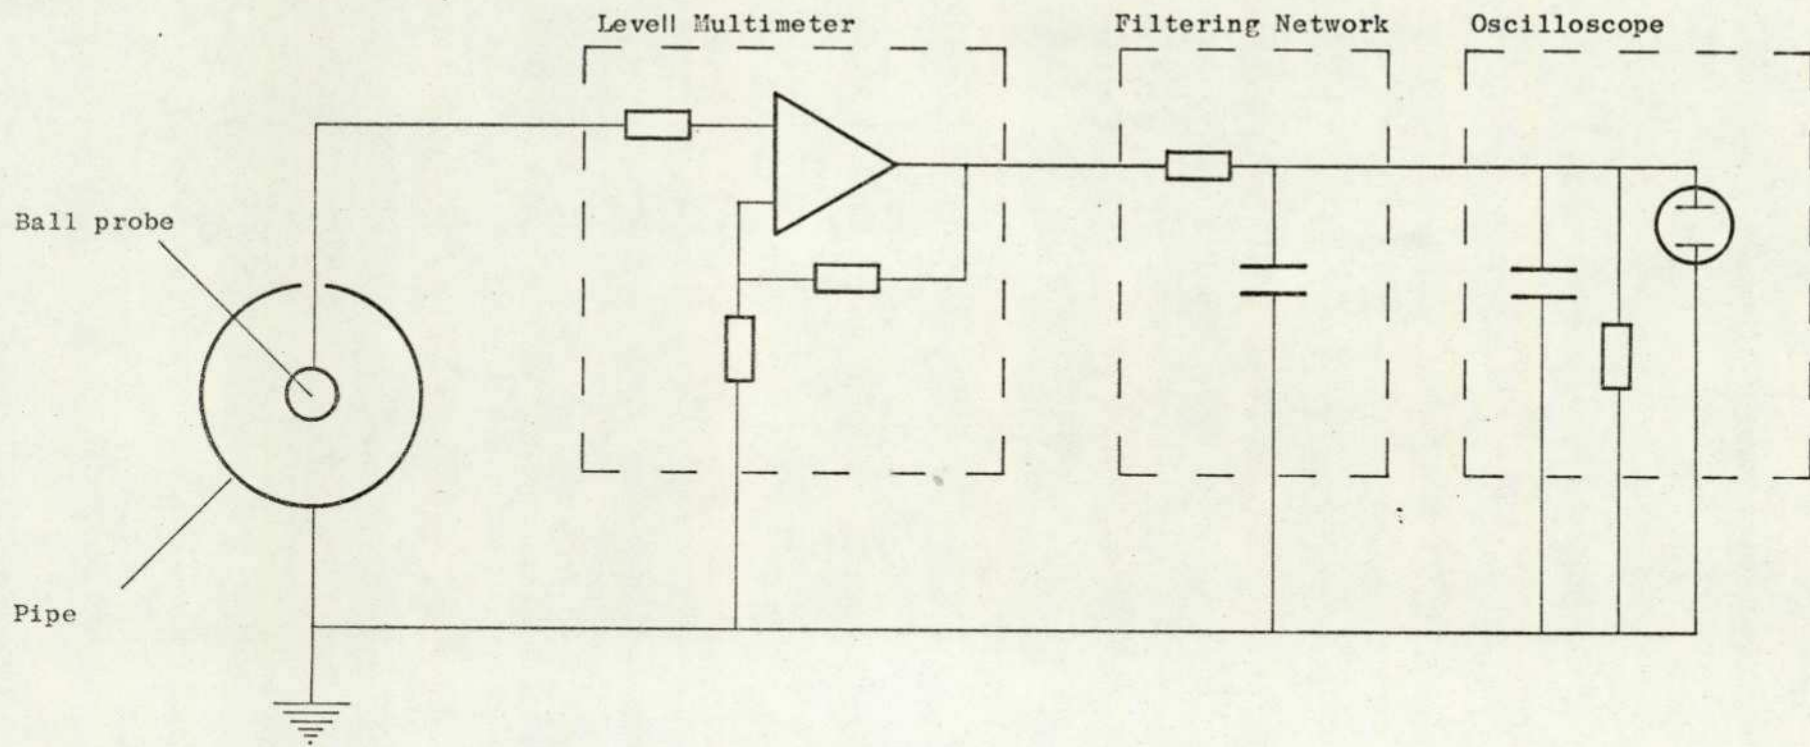 Levell Multimeter
Filtering Network
Oscilloscope
Ball probe
Pipe